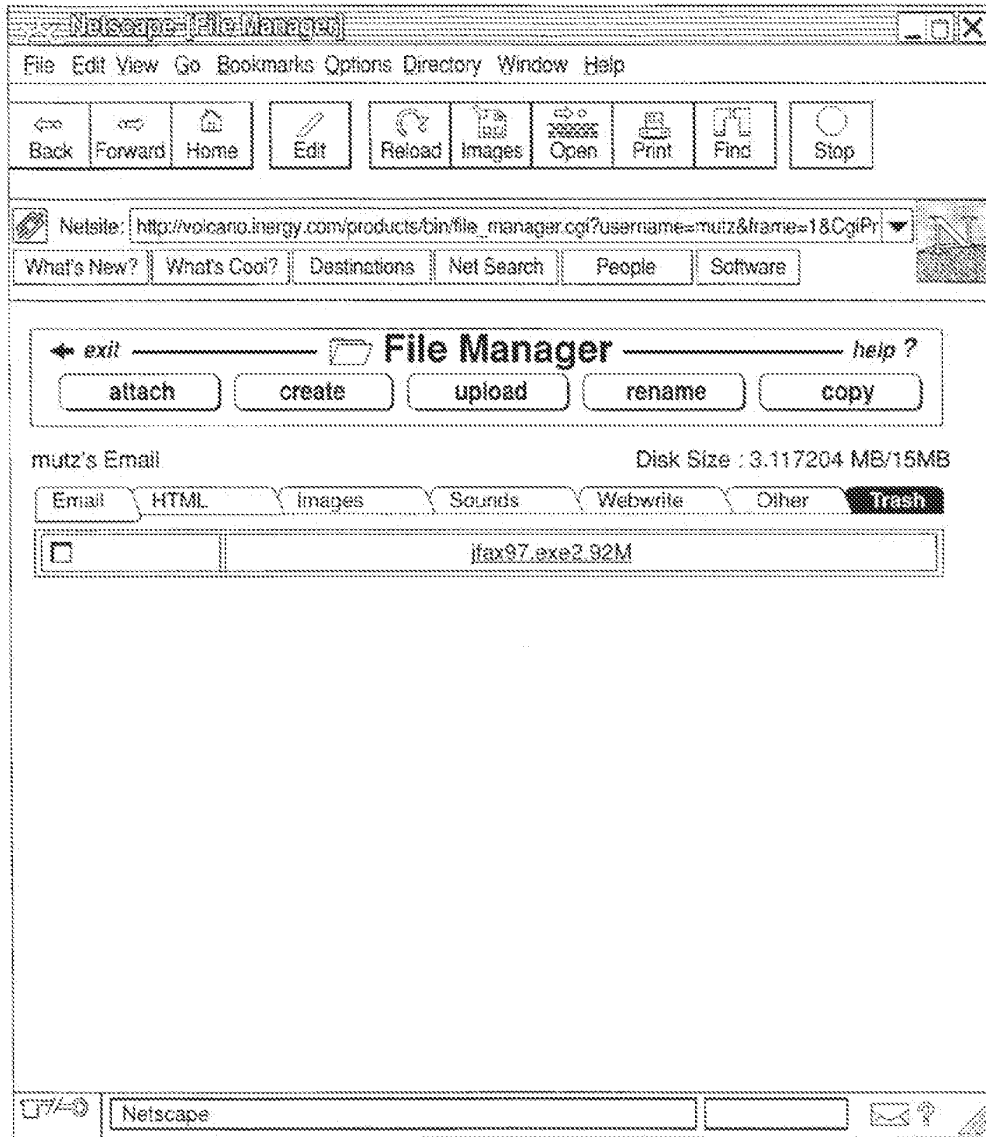 Netscape-[File Manager]
File Edit View Go Bookmarks Options Directory Window Help
Back Forward Home Edit Reload Images Open Print Find Stop
Netsite: http://volcano.inergy.com/products/bin/file_manager.cgi?username=mutz&frame=1&CgiPr
What's New? What's Cool? Destinations Net Search People Software
exit File Manager help ?
attach create upload rename copy
mutz's Email Disk Size : 3.117204 MB/15MB
Email HTML Images Sounds Webwrite Other Trash
jfax97.exe2.92M
Netscape